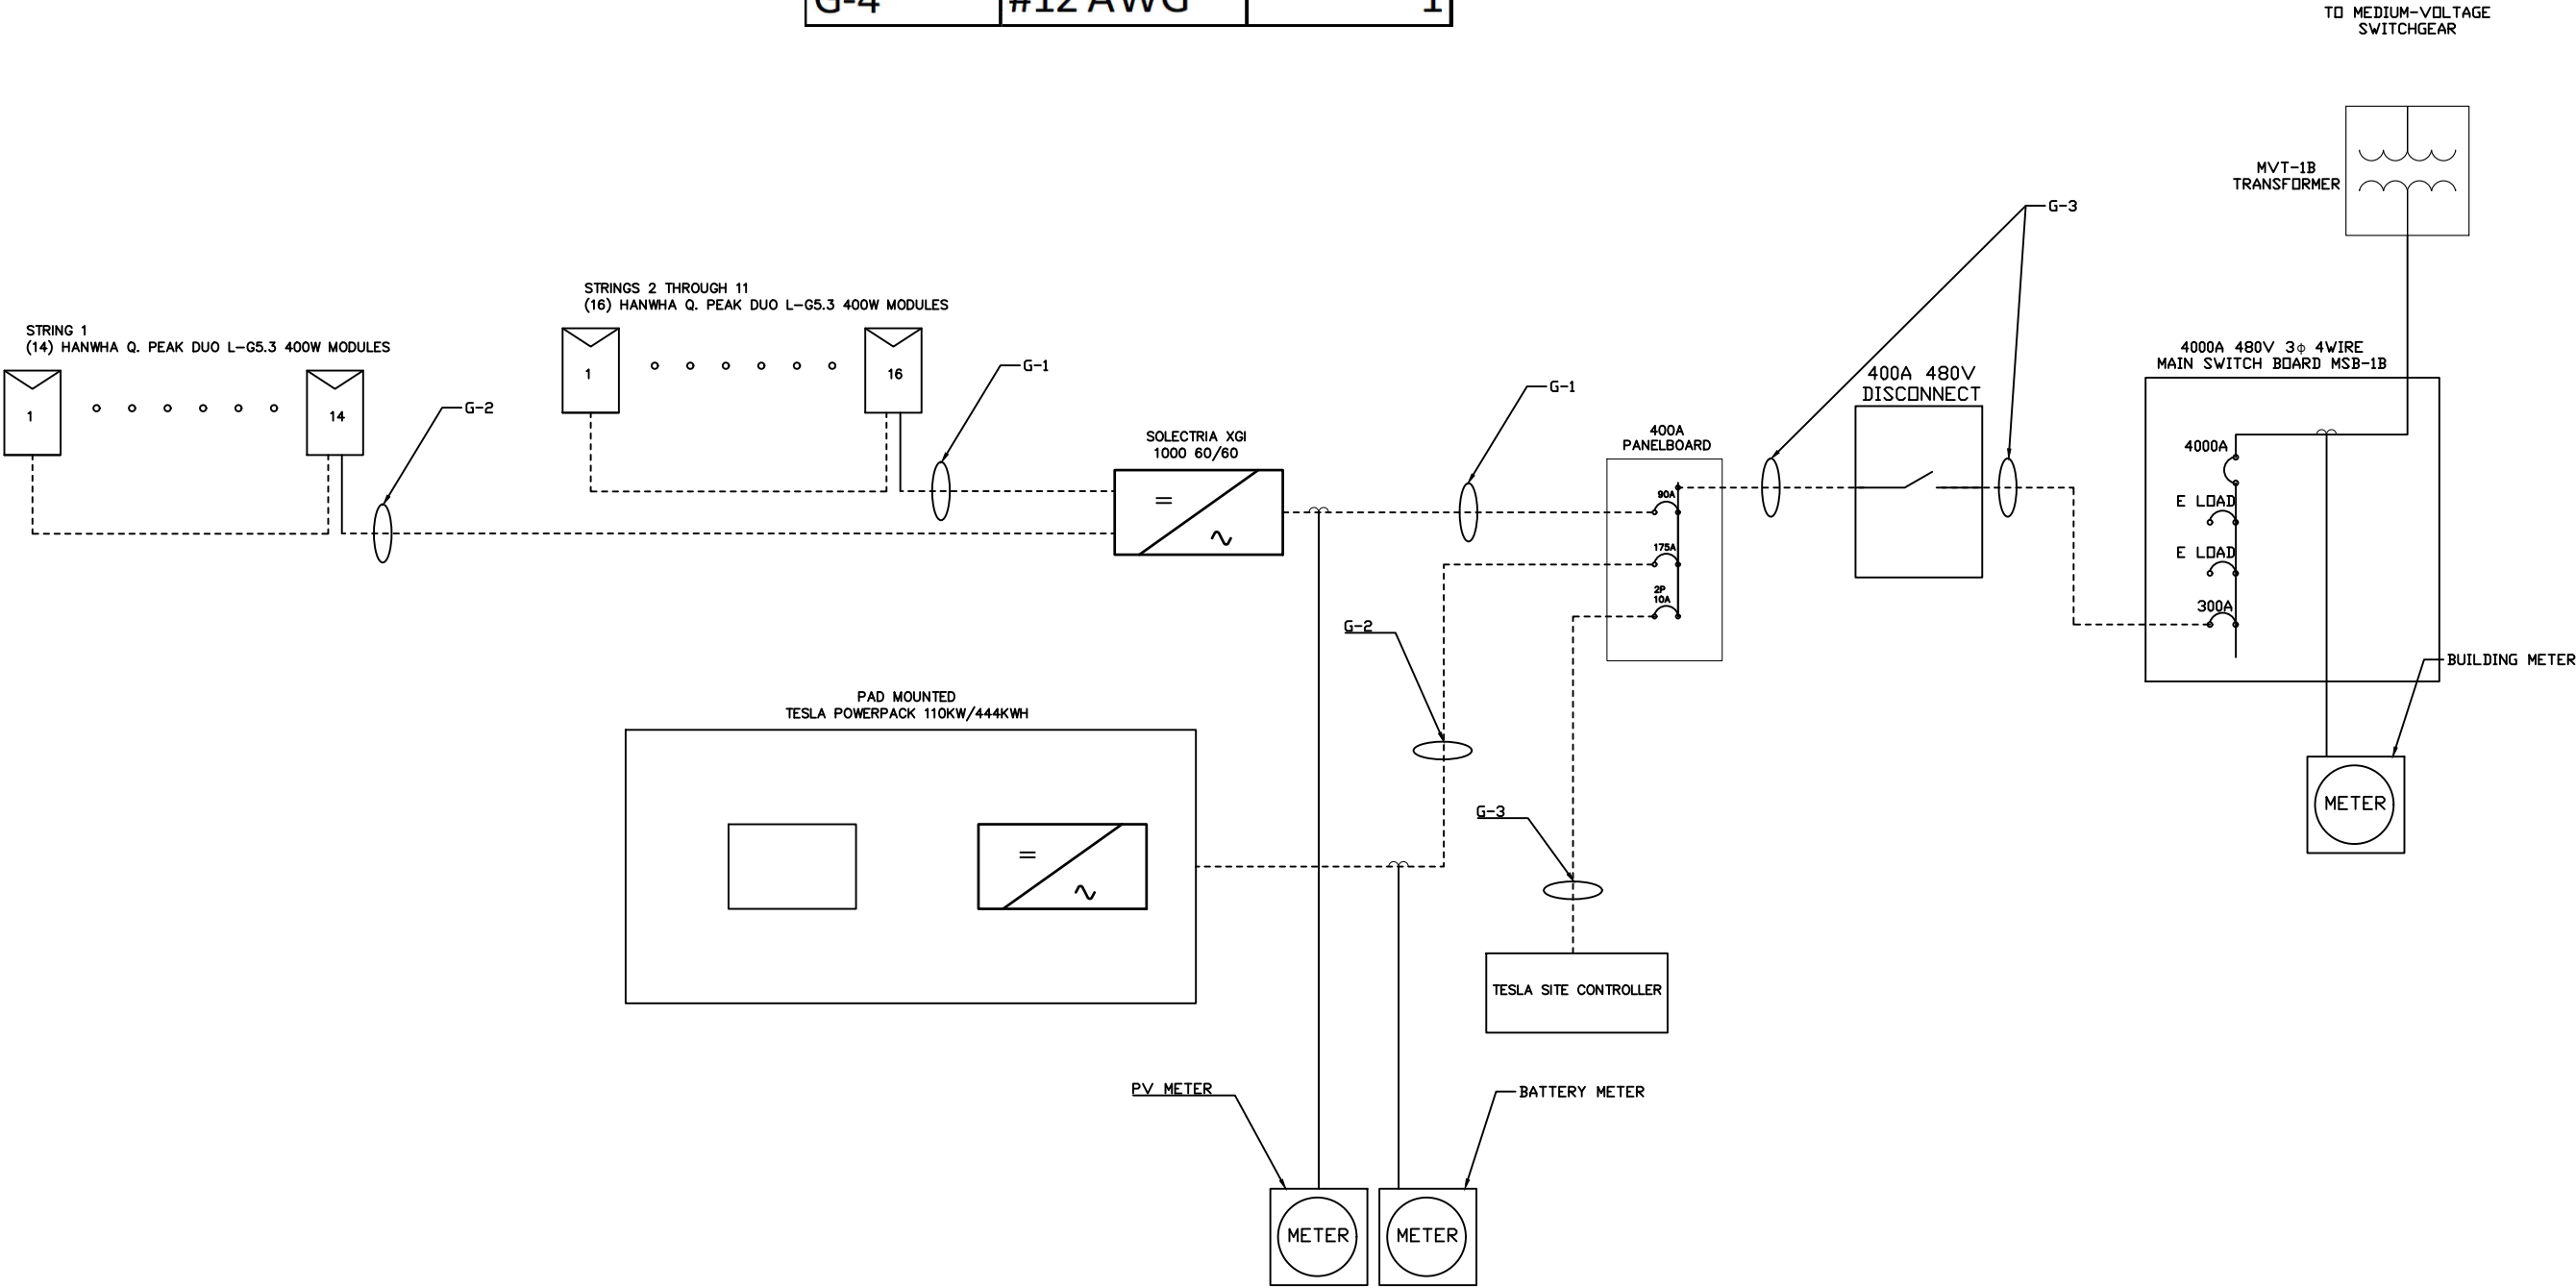 G-4 #12 AWG 1
TO MEDIUM-VOLTAGE
SWITCHGEAR
MVT-1B
TRANSFORMER
G-3
STRINGS 2 THROUGH 11
(16) HANWHA Q. PEAK DUO L-G5.3 400W MODULES
STRING 1
(14) HANWHA Q. PEAK DUO L-G5.3 400W MODULES
1
14
G-2
1
16
G-1
SOLECTRIA XGI
1000 60/60
G-1
400A
PANELBOARD
90A
175A
2P
10A
400A 480V
DISCONNECT
4000A 480V 3ϕ 4WIRE
MAIN SWITCH BOARD MSB-1B
4000A
E LOAD
E LOAD
300A
BUILDING METER
METER
G-2
PAD MOUNTED
TESLA POWERPACK 110KW/444KWH
G-3
TESLA SITE CONTROLLER
PV METER
BATTERY METER
METER
METER